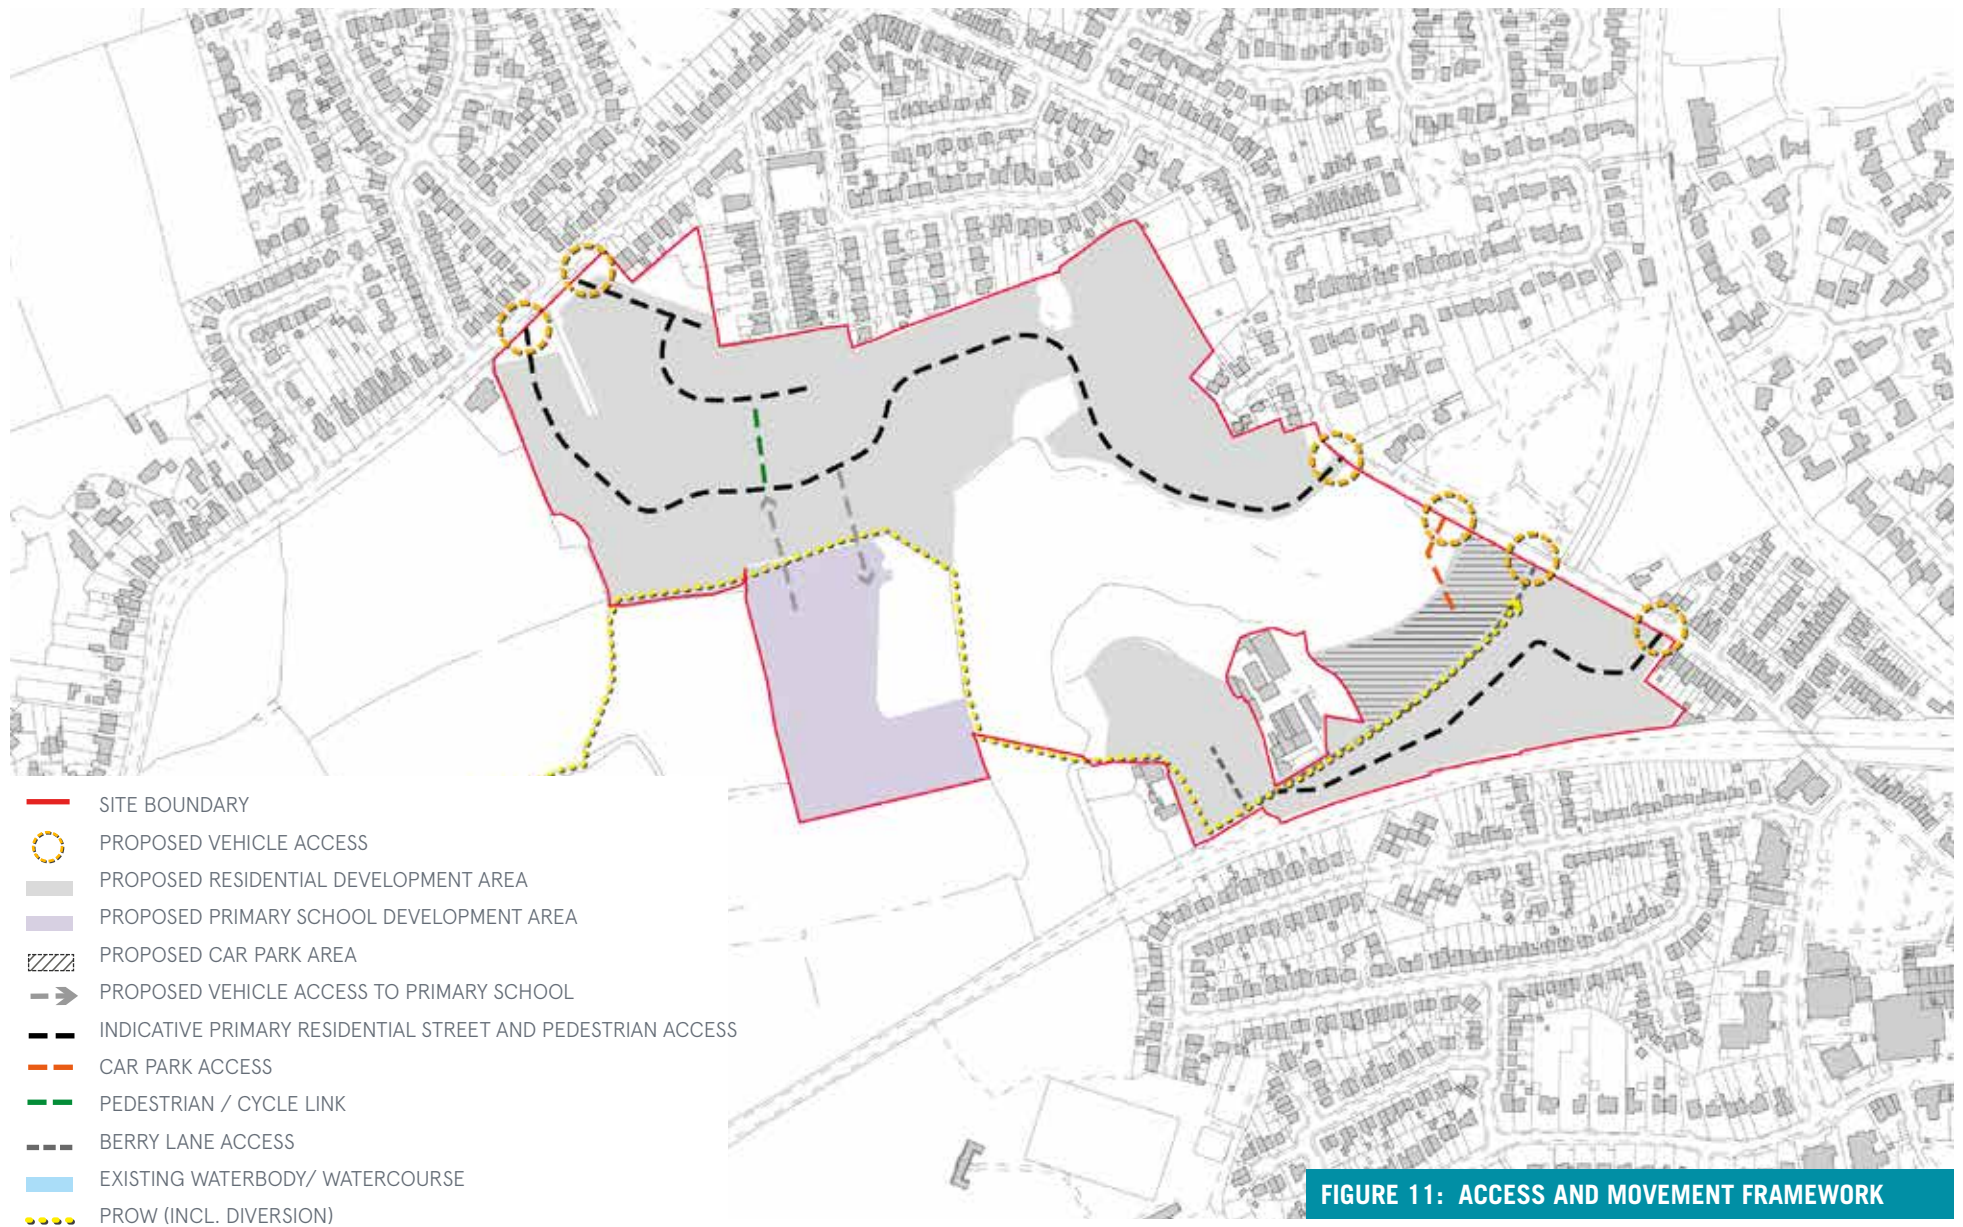 SITE BOUNDARY
PROPOSED VEHICLE ACCESS
PROPOSED RESIDENTIAL DEVELOPMENT AREA
PROPOSED PRIMARY SCHOOL DEVELOPMENT AREA
PROPOSED CAR PARK AREA
PROPOSED VEHICLE ACCESS TO PRIMARY SCHOOL
INDICATIVE PRIMARY RESIDENTIAL STREET AND PEDESTRIAN ACCESS
CAR PARK ACCESS
PEDESTRIAN / CYCLE LINK
BERRY LANE ACCESS
EXISTING WATERBODY/ WATERCOURSE
PROW (INCL. DIVERSION)
FIGURE 11: ACCESS AND MOVEMENT FRAMEWORK